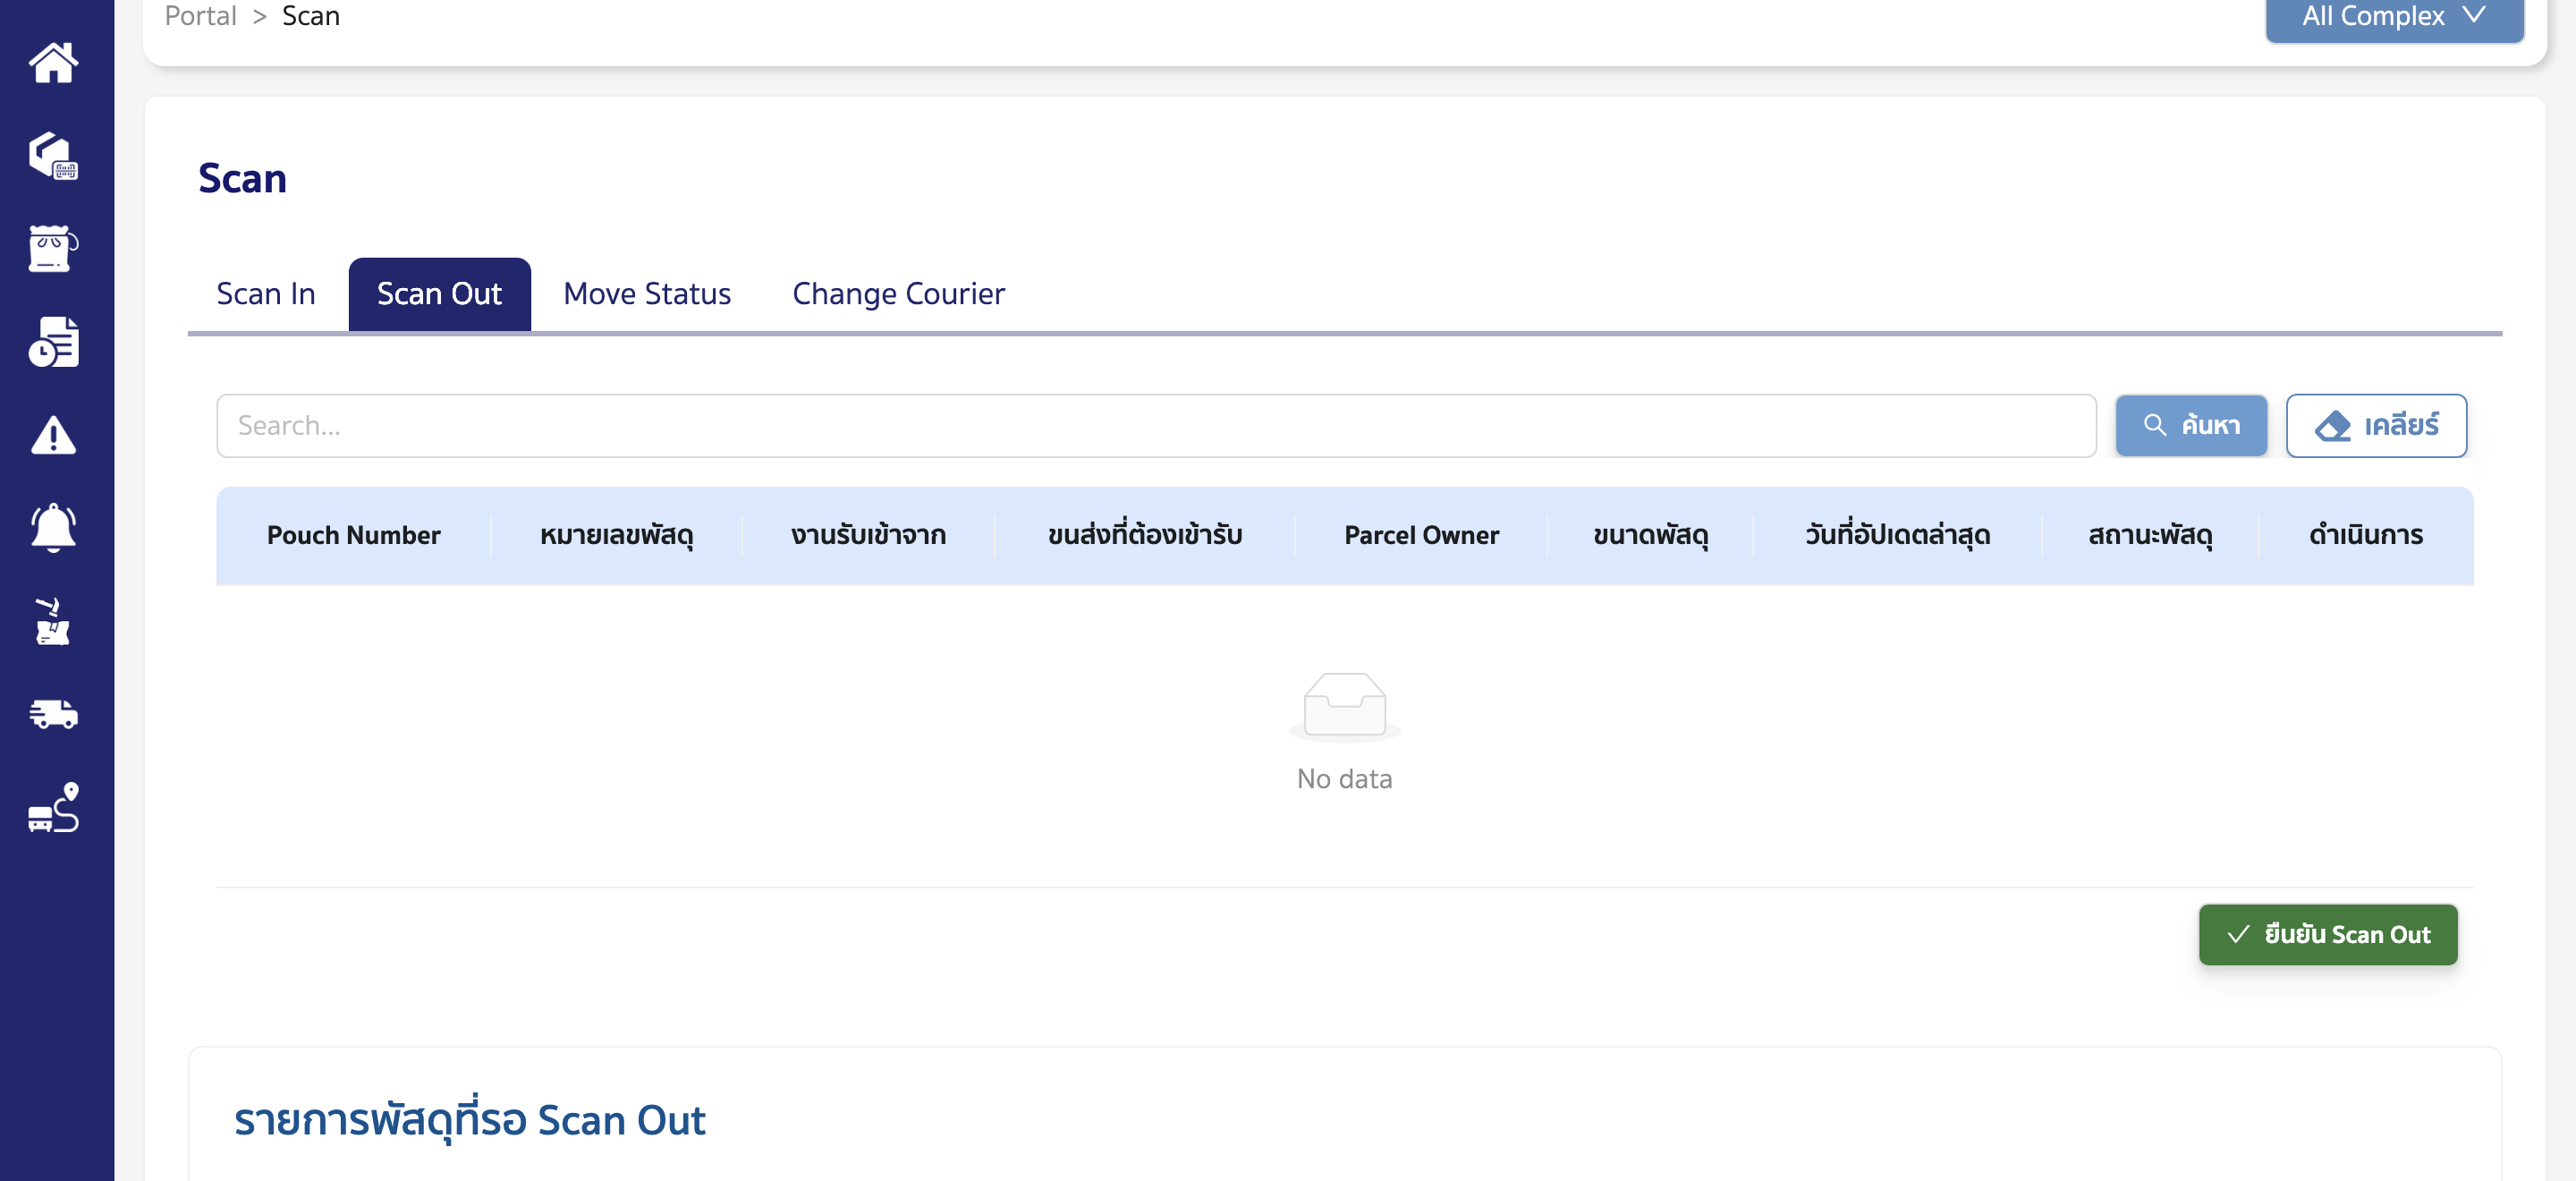 Portal > Scan
All Complex
Scan
Scan In
Scan Out
Move Status
Change Courier
Search...
ค้นหา
เคลียร์
Pouch Number
หมายเลขพัสดุ
งานรับเข้าจาก
ขนส่งที่ต้องเข้ารับ
Parcel Owner
ขนาดพัสดุ
วันที่อัปเดตล่าสุด
สถานะพัสดุ
ดำเนินการ
No data
ยืนยัน Scan Out
รายการพัสดุที่รอ Scan Out